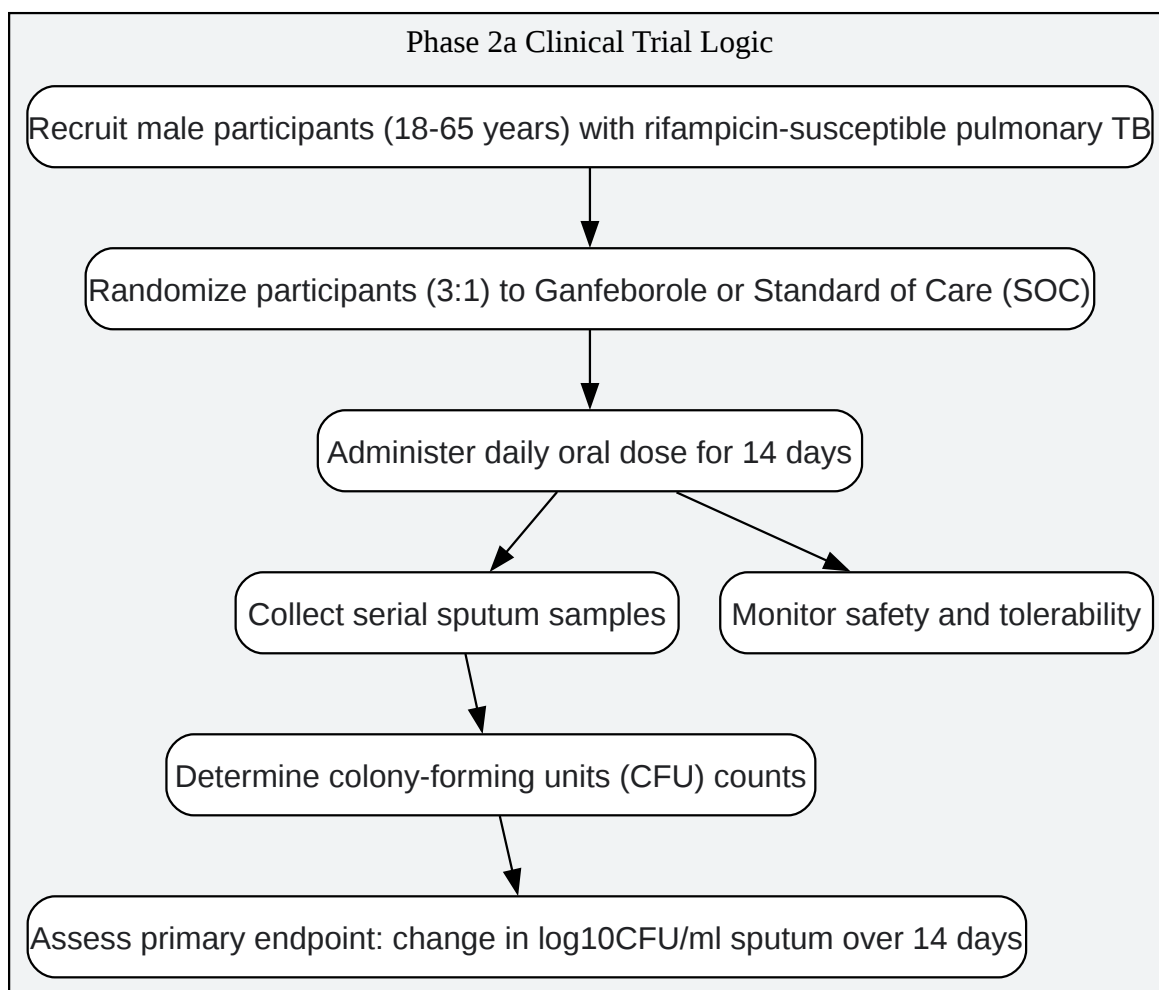 Phase 2a Clinical Trial Logic
Recruit male participants (18-65 years) with rifampicin-susceptible pulmonary TB
Randomize participants (3:1) to Ganfeborole or Standard of Care (SOC)
Administer daily oral dose for 14 days
Collect serial sputum samples
Monitor safety and tolerability
Determine colony-forming units (CFU) counts
Assess primary endpoint: change in log10CFU/ml sputum over 14 days